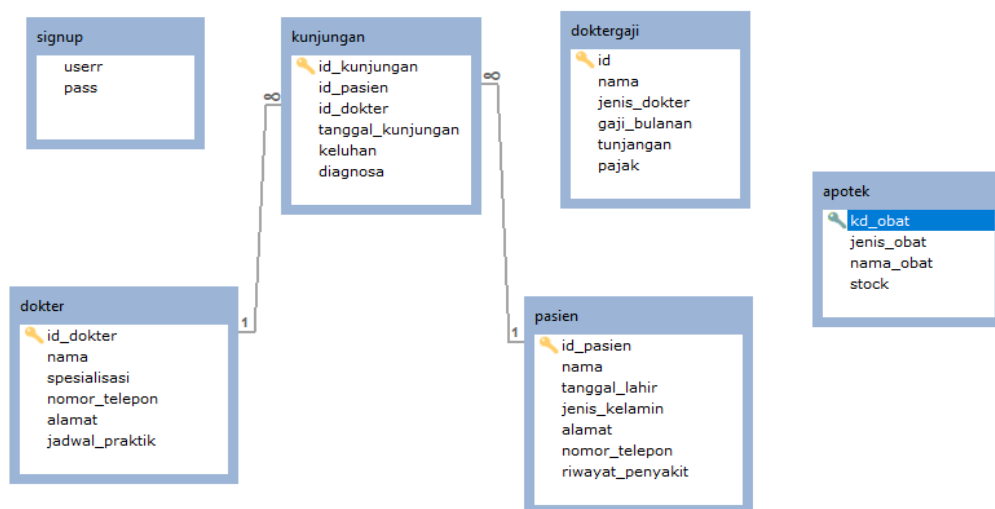 signup
userr
pass
kunjungan
id_kunjungan
id_pasien
id_dokter
tanggal_kunjungan
keluhan
diagnosa
doktergaji
id
nama
jenis_dokter
gaji_bulanan
tunjangan
pajak
apotek
kd_obat
jenis_obat
nama_obat
stock
∞
∞
1
1
dokter
id_dokter
nama
spesialisasi
nomor_telepon
alamat
jadwal_praktik
pasien
id_pasien
nama
tanggal_lahir
jenis_kelamin
alamat
nomor_telepon
riwayat_penyakit